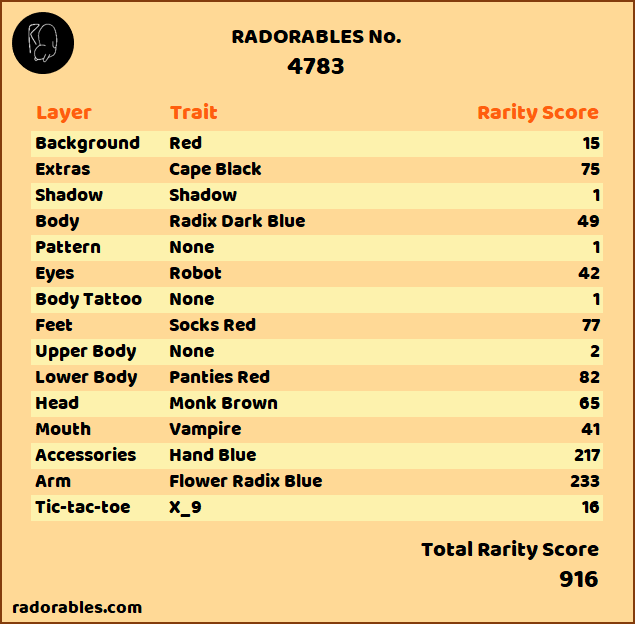 RADORABLES No.
4783
Layer Trait Rarity Score
Background Red 15
Extras Cape Black 75
Shadow Shadow 1
Body Radix Dark Blue 49
Pattern None 1
Eyes Robot 42
Body Tattoo None 1
Feet Socks Red 77
Upper Body None 2
Lower Body Panties Red 82
Head Monk Brown 65
Mouth Vampire 41
Accessories Hand Blue 217
Arm Flower Radix Blue 233
Tic-tac-toe X_9 16
Total Rarity Score
916
radorables.com